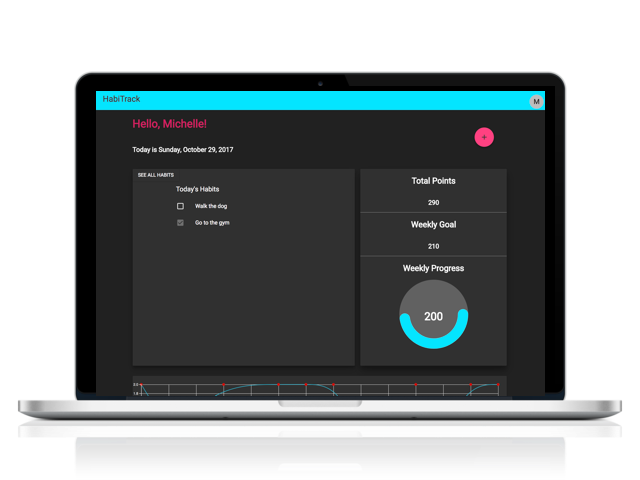 HabiTrack
M
Hello, Michelle!
+
Today is Sunday, October 29, 2017
SEE ALL HABITS
Today's Habits
Walk the dog
Go to the gym
Total Points
290
Weekly Goal
210
Weekly Progress
200
2.0
1.8